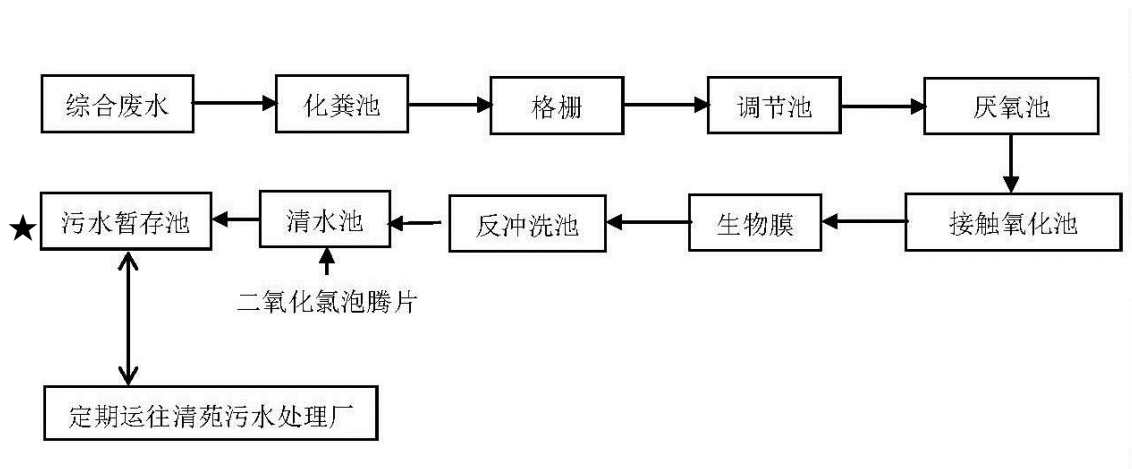 综合废水
化粪池
格栅
调节池
厌氧池
接触氧化池
生物膜
反冲洗池
清水池
污水暂存池
★
二氧化氯泡腾片
定期运往清苑污水处理厂